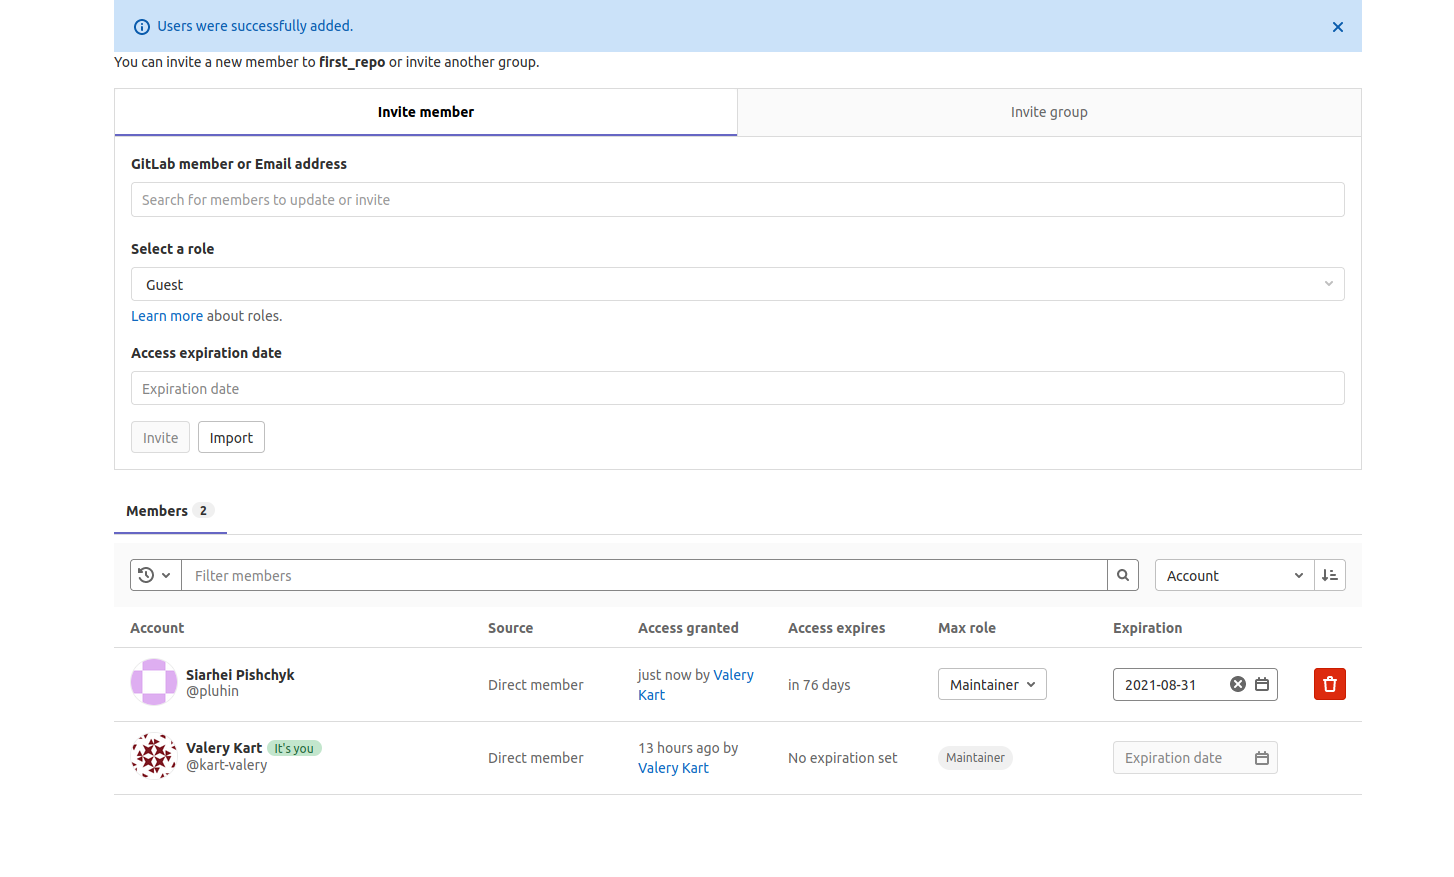 Users were successfully added.
You can invite a new member to first_repo or invite another group.
Invite member
Invite group
GitLab member or Email address
Search for members to update or invite
Select a role
Guest
Learn more about roles.
Access expiration date
Expiration date
Invite
Import
Members 2
Filter members
Account
Account
Source
Access granted
Access expires
Max role
Expiration
Siarhei Pishchyk
@pluhin
Direct member
just now by Valery
Kart
in 76 days
Maintainer
2021-08-31
Valery Kart It's you
@kart-valery
Direct member
13 hours ago by
Valery Kart
No expiration set
Maintainer
Expiration date